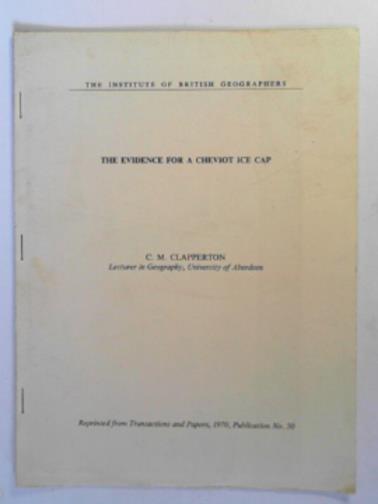 THE INSTITUTE OF BRITISH GEOGRAPHERS
THE EVIDENCE FOR A CHEVIOT ICE CAP
C. M. CLAPPERTON
Lecturer in Geography, University of Aberdeen
Reprinted from Transactions and Papers, 1970, Publication No. 50